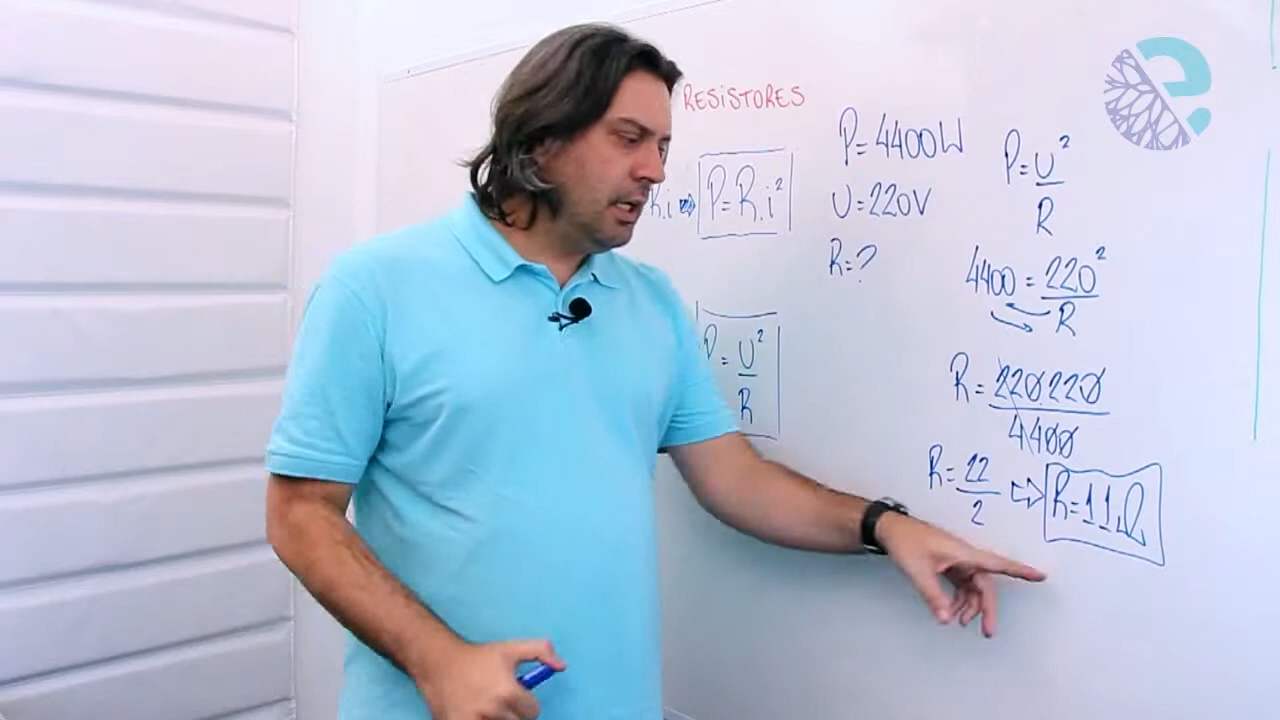 RESISTORES
R.i ⇨ P=R.i²
P=U²
R
P=4400W
U=220V
R=?
P=U²
R
4400=220²
R
R=220.220
4400
R=22
2
⇨ R=11Ω